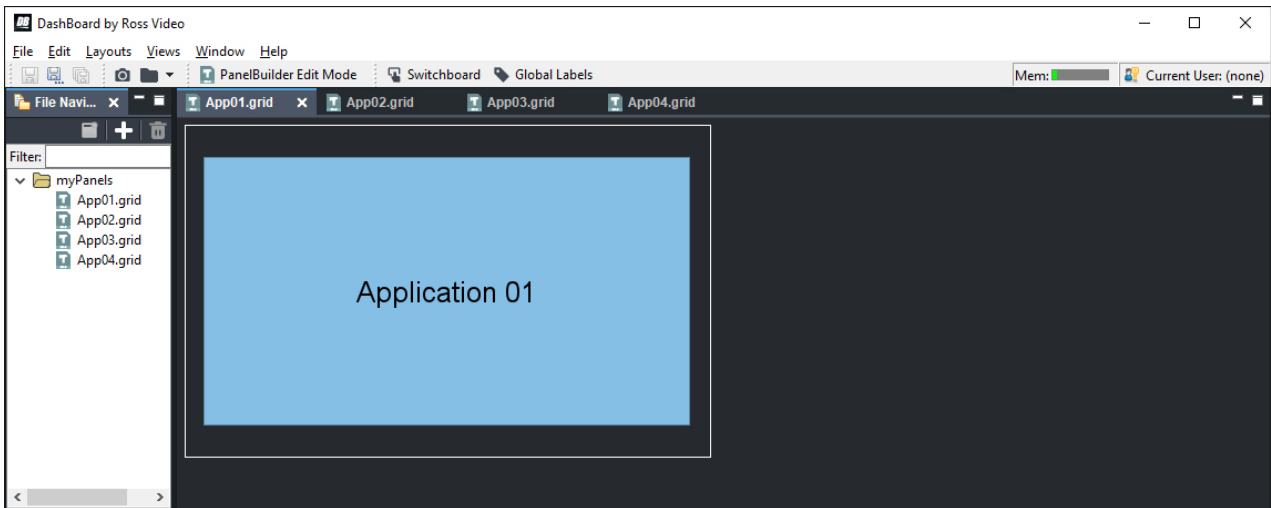 DB DashBoard by Ross Video
File Edit Layouts Views Window Help
PanelBuilder Edit Mode Switchboard Global Labels Mem: Current User: (none)
File Navi... App01.grid App02.grid App03.grid App04.grid
Filter:
myPanels
App01.grid
App02.grid
App03.grid
App04.grid
Application 01